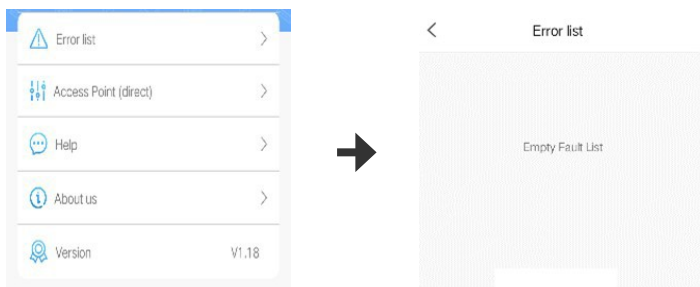 Error list
Access Point (direct)
Help
About us
Version V1.18
Error list
Empty Fault List